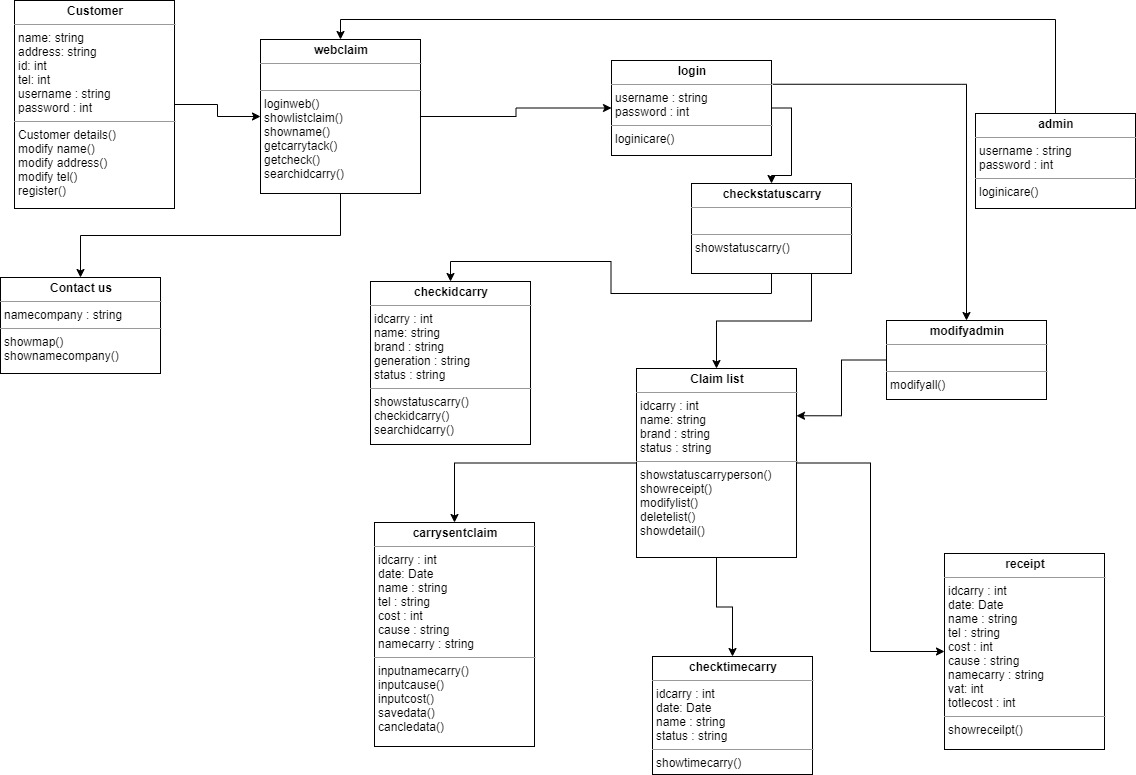 Customer
name: string
address: string
id: int
tel: int
username : string
password : int
Customer details()
modify name()
modify address()
modify tel()
register()
webclaim
loginweb()
showlistclaim()
showname()
getcarrytack()
getcheck()
searchidcarry()
login
username : string
password : int
loginicare()
admin
username : string
password : int
loginicare()
checkstatuscarry
showstatuscarry()
Contact us
namecompany : string
showmap()
shownamecompany()
checkidcarry
idcarry : int
name: string
brand : string
generation : string
status : string
showstatuscarry()
checkidcarry()
searchidcarry()
modifyadmin
modifyall()
Claim list
idcarry : int
name: string
brand : string
status : string
showstatuscarryperson()
showreceipt()
modifylist()
deletelist()
showdetail()
carrysentclaim
idcarry : int
date: Date
name : string
tel : string
cost : int
cause : string
namecarry : string
inputnamecarry()
inputcause()
inputcost()
savedata()
cancledata()
receipt
idcarry : int
date: Date
name : string
tel : string
cost : int
cause : string
namecarry : string
vat: int
totlecost : int
showreceilpt()
checktimecarry
idcarry : int
date: Date
name : string
status : string
showtimecarry()